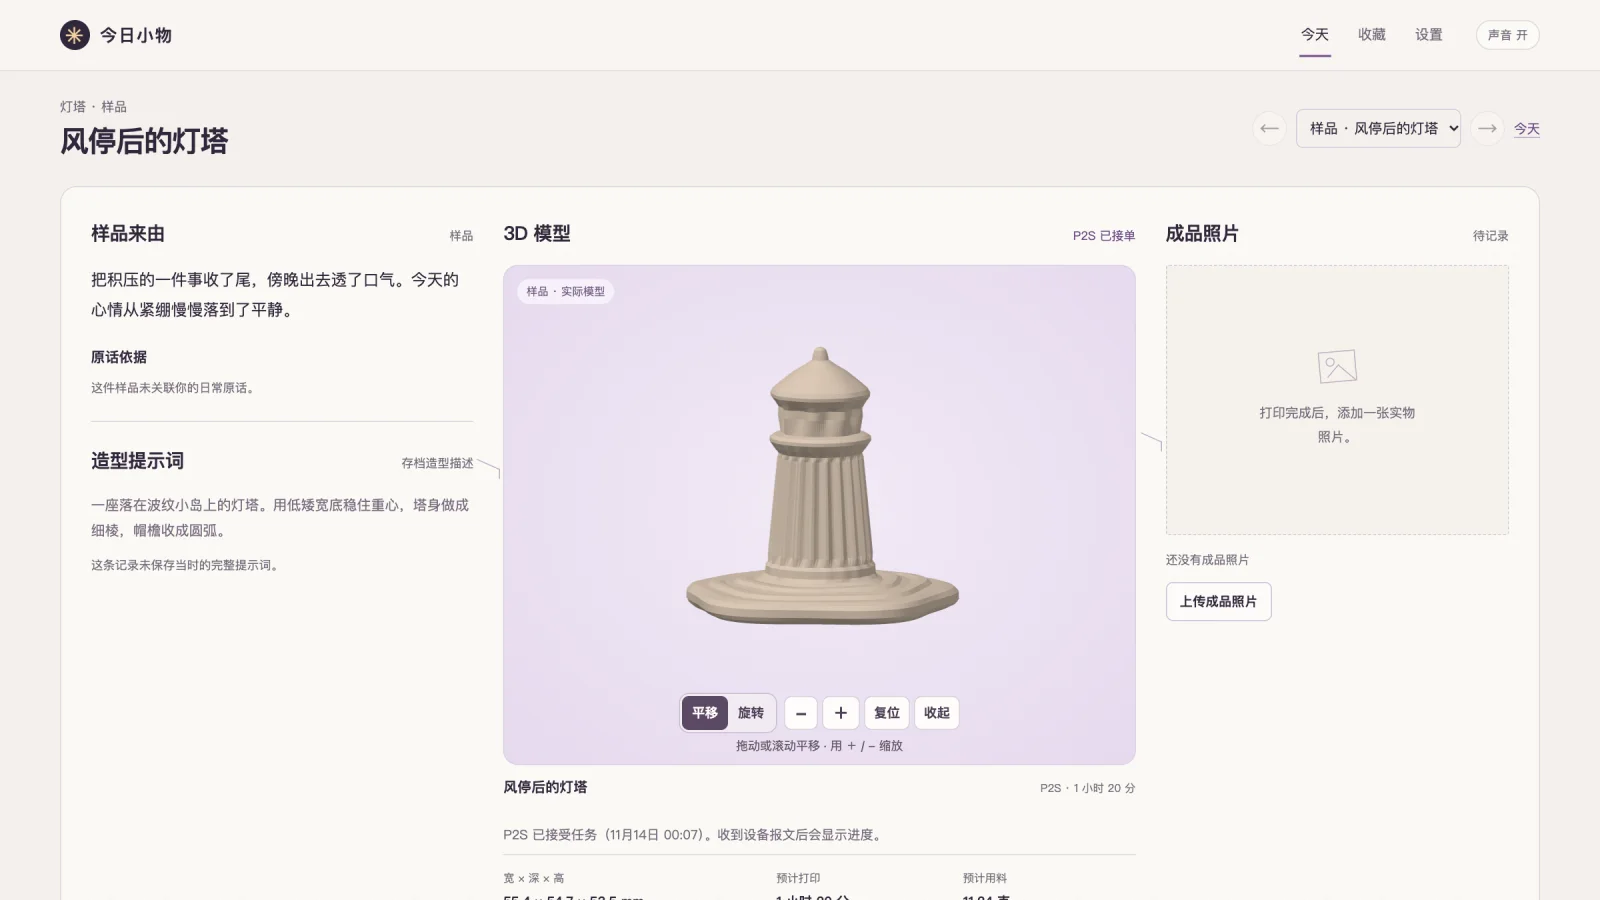 今日小物
今天
收藏
设置
声音 开
灯塔 · 样品
风停后的灯塔
样品 · 风停后的灯塔
今天
样品来由
样品
把积压的一件事收了尾，傍晚出去透了口气。今天的
心情从紧绷慢慢落到了平静。
原话依据
这件样品未关联你的日常原话。
造型提示词
存档造型描述
一座落在波纹小岛上的灯塔。用低矮宽底稳住重心，塔身做成
细棱，帽檐收成圆弧。
这条记录未保存当时的完整提示词。
3D 模型
P2S 已接单
样品 · 实际模型
平移
旋转
−
+
复位
收起
拖动或滚动平移 · 用 + / − 缩放
风停后的灯塔
P2S · 1 小时 20 分
P2S 已接受任务（11月14日 00:07）。收到设备报文后会显示进度。
宽 × 深 × 高
预计打印
预计用料
成品照片
待记录
打印完成后，添加一张实物
照片。
还没有成品照片
上传成品照片